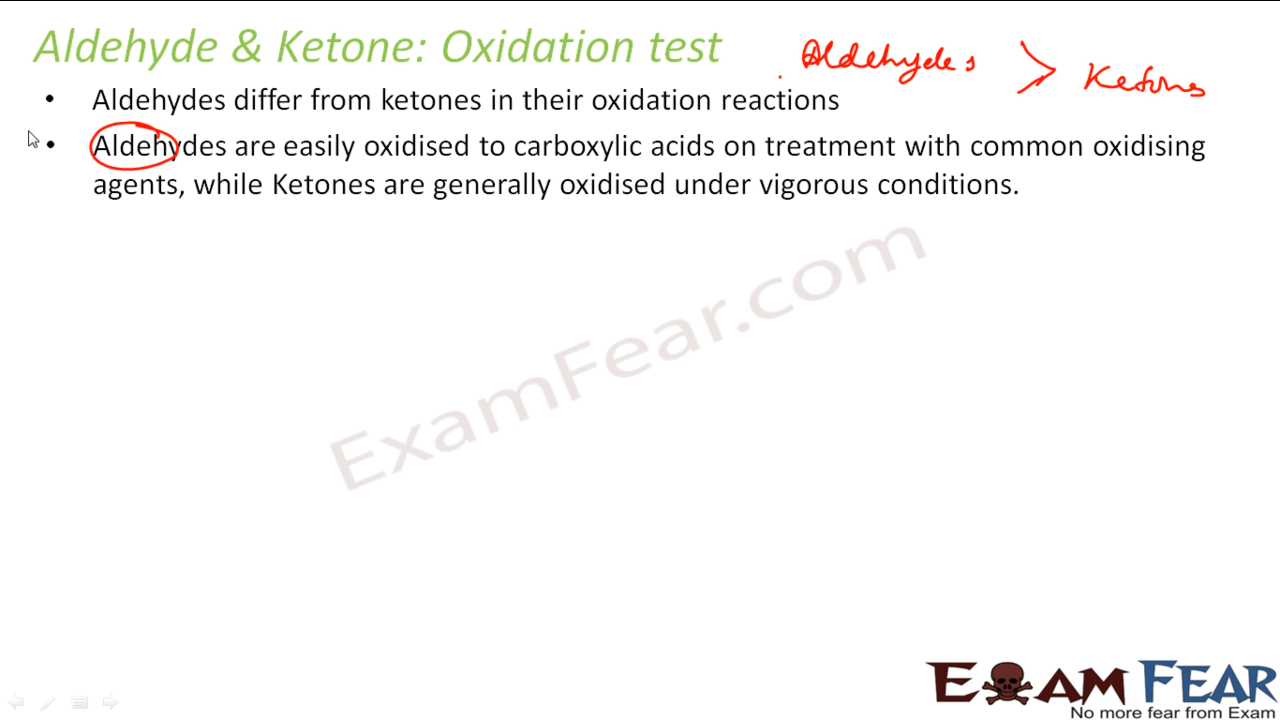 Aldehyde & Ketone: Oxidation test
Aldehydes > Ketones
• Aldehydes differ from ketones in their oxidation reactions
• Aldehydes are easily oxidised to carboxylic acids on treatment with common oxidising
agents, while Ketones are generally oxidised under vigorous conditions.
ExamFear.com
EXAM FEAR
No more fear from Exam